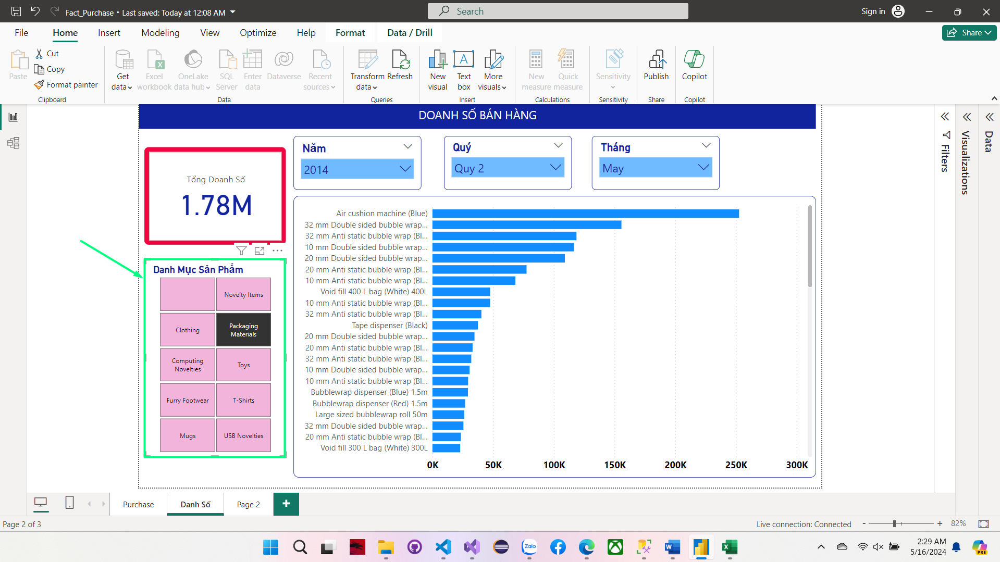 Fact_Purchase • Last saved: Today at 12:08 AM
Search
Sign in
File
Home
Insert
Modeling
View
Optimize
Help
Format
Data / Drill
Share
Paste
Cut
Copy
Format painter
Clipboard
Get data
Excel workbook
OneLake data hub
SQL Server
Enter data
Dataverse
Recent sources
Data
Transform data
Refresh
Queries
New visual
Text box
More visuals
Insert
New measure
Quick measure
Calculations
Sensitivity
Sensitivity
Publish
Share
Copilot
Copilot
DOANH SỐ BÁN HÀNG
Tổng Doanh Số
1.78M
Năm
2014
Quý
Quy 2
Tháng
May
Danh Mục Sản Phẩm
Novelty Items
Clothing
Packaging Materials
Computing Novelties
Toys
Furry Footwear
T-Shirts
Mugs
USB Novelties
Air cushion machine (Blue)
32 mm Double sided bubble wrap...
32 mm Anti static bubble wrap (Bl...
10 mm Double sided bubble wrap...
20 mm Double sided bubble wrap...
20 mm Anti static bubble wrap (Bl...
10 mm Anti static bubble wrap (Bl...
Void fill 400 L bag (White) 400L
10 mm Anti static bubble wrap (Bl...
32 mm Anti static bubble wrap (Bl...
Tape dispenser (Black)
20 mm Double sided bubble wrap...
20 mm Anti static bubble wrap (Bl...
32 mm Anti static bubble wrap (Bl...
10 mm Double sided bubble wrap...
10 mm Anti static bubble wrap (Bl...
Bubblewrap dispenser (Blue) 1.5m
Bubblewrap dispenser (Red) 1.5m
Large sized bubblewrap roll 50m
32 mm Double sided bubble wrap...
20 mm Anti static bubble wrap (Bl...
Void fill 300 L bag (White) 300L
0K 50K 100K 150K 200K 250K 300K
Filters
Visualizations
Data
Purchase
Danh Số
Page 2
Page 2 of 3
Live connection: Connected
- + 82%
Zalo
2:29 AM
5/16/2024
PRE